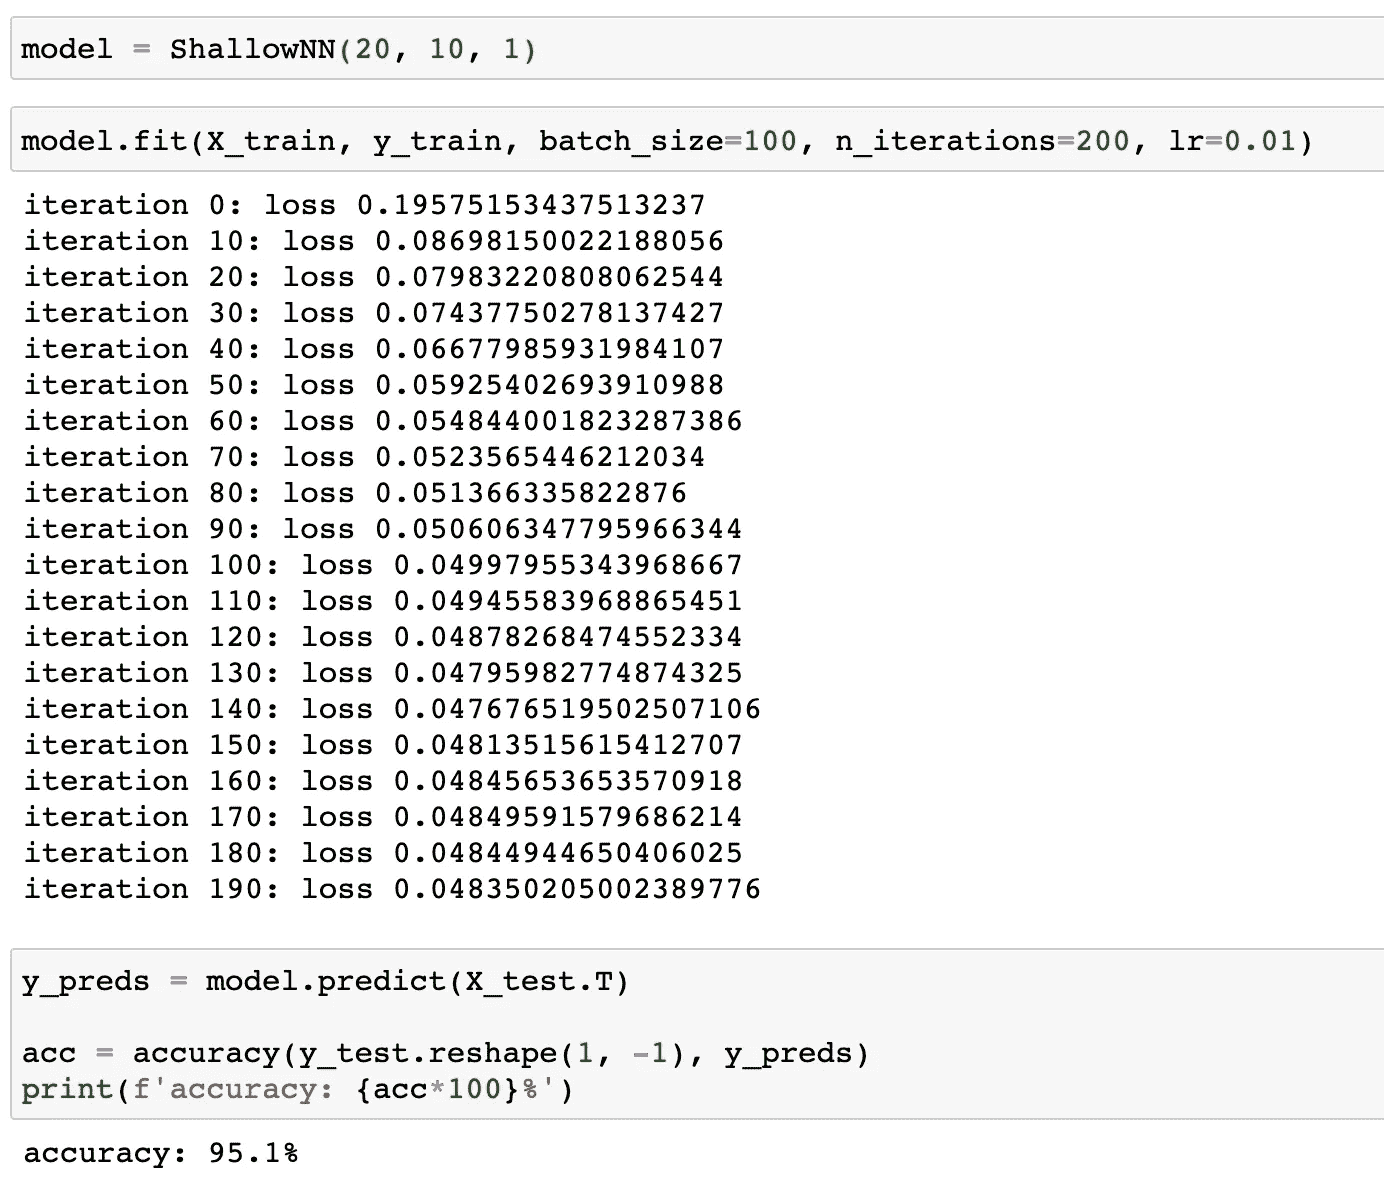 model = ShallowNN(20, 10, 1)
model.fit(X_train, y_train, batch_size=100, n_iterations=200, lr=0.01)
iteration 0: loss 0.19575153437513237
iteration 10: loss 0.08698150022188056
iteration 20: loss 0.07983220808062544
iteration 30: loss 0.07437750278137427
iteration 40: loss 0.06677985931984107
iteration 50: loss 0.05925402693910988
iteration 60: loss 0.054844001823287386
iteration 70: loss 0.0523565446212034
iteration 80: loss 0.051366335822876
iteration 90: loss 0.050606347795966344
iteration 100: loss 0.04997955343968667
iteration 110: loss 0.04945583968865451
iteration 120: loss 0.04878268474552334
iteration 130: loss 0.04795982774874325
iteration 140: loss 0.047676519502507106
iteration 150: loss 0.04813515615412707
iteration 160: loss 0.04845653653570918
iteration 170: loss 0.04849591579686214
iteration 180: loss 0.04844944650406025
iteration 190: loss 0.048350205002389776
y_preds = model.predict(X_test.T)
acc = accuracy(y_test.reshape(1, -1), y_preds)
print(f'accuracy: {acc*100}%')
accuracy: 95.1%